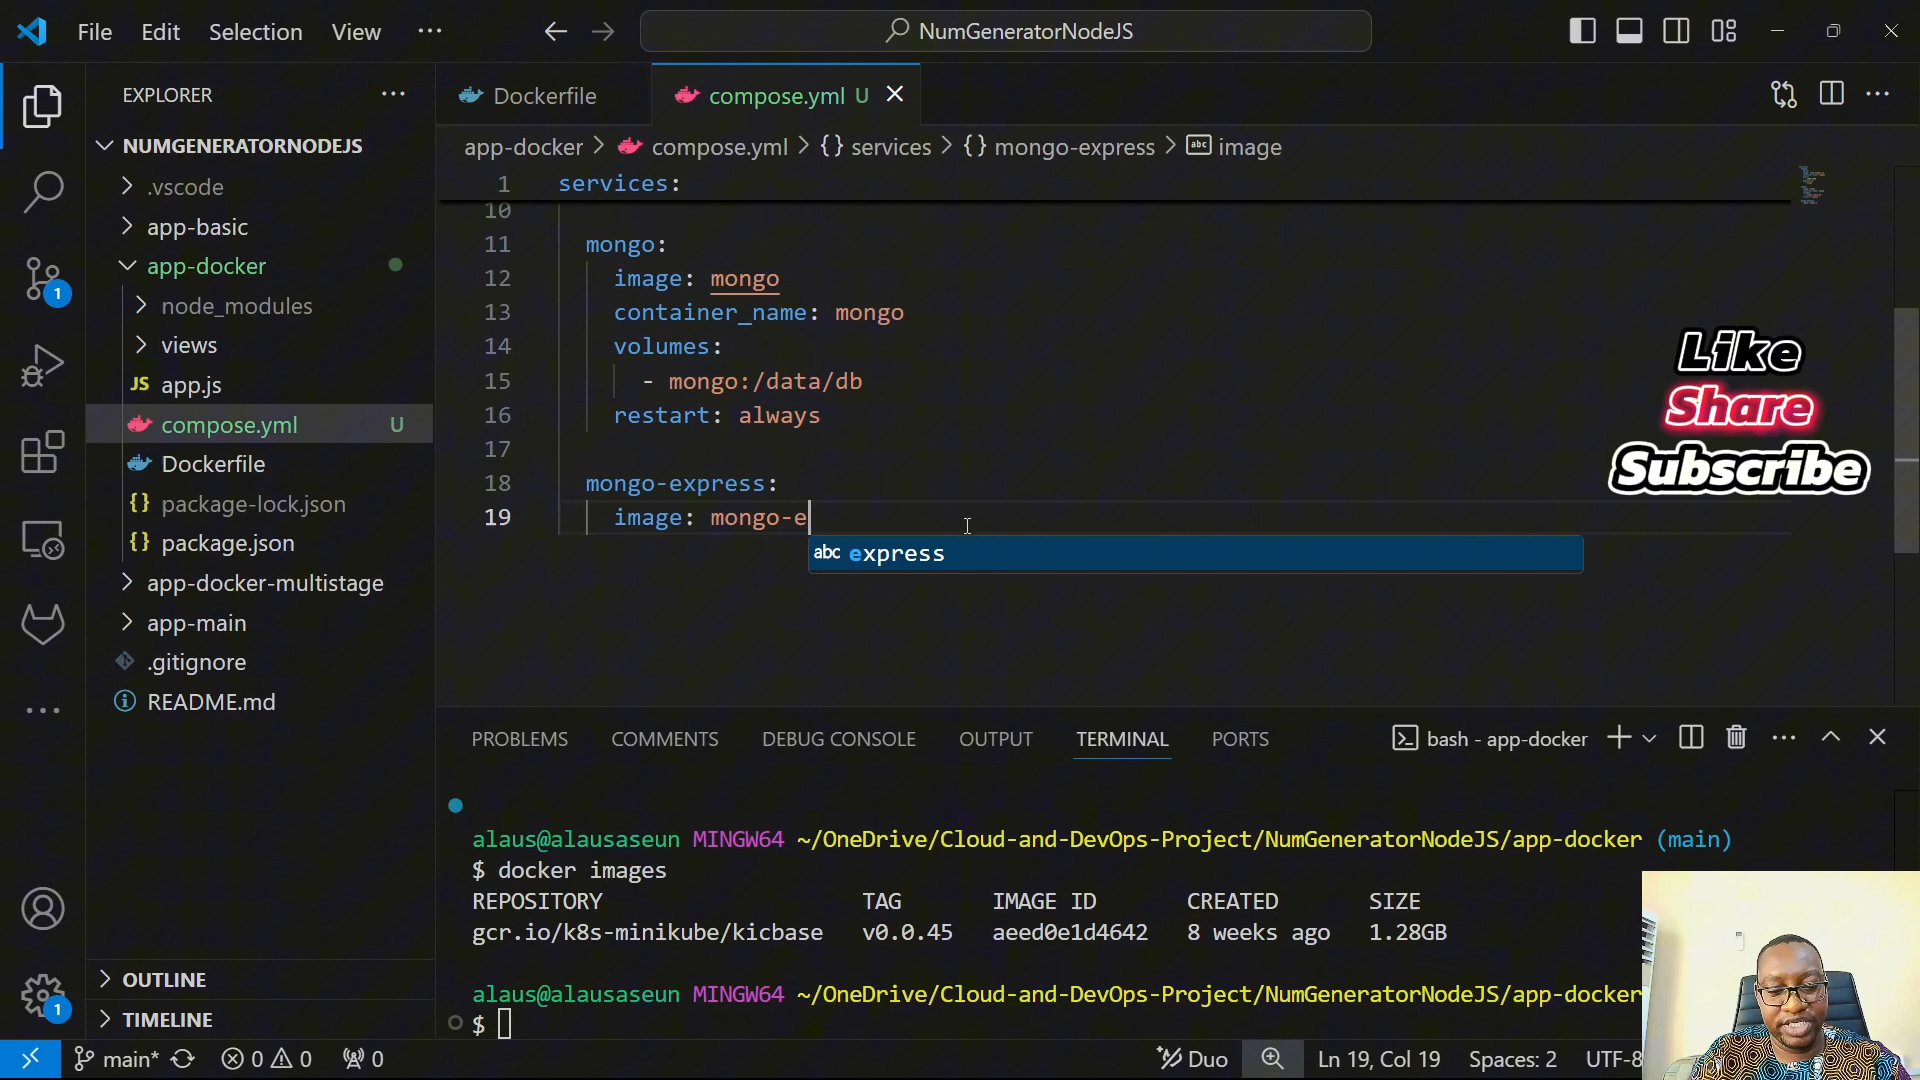 File Edit Selection View ··· NumGeneratorNodeJS
EXPLORER ···
NUMGENERATORNODEJS
.vscode
app-basic
app-docker
node_modules
views
JS app.js
compose.yml U
Dockerfile
{} package-lock.json
{} package.json
app-docker-multistage
app-main
.gitignore
README.md
OUTLINE
TIMELINE
1
1
Dockerfile compose.yml U
app-docker > compose.yml > {} services > {} mongo-express > abc image
1 services:
10
11 mongo:
12 image: mongo
13 container_name: mongo
14 volumes:
15 - mongo:/data/db
16 restart: always
17
18 mongo-express:
19 image: mongo-e
abc express
Like
Share
Subscribe
PROBLEMS COMMENTS DEBUG CONSOLE OUTPUT TERMINAL PORTS bash - app-docker
alaus@alausaseun MINGW64 ~/OneDrive/Cloud-and-DevOps-Project/NumGeneratorNodeJS/app-docker (main)
$ docker images
REPOSITORY TAG IMAGE ID CREATED SIZE
gcr.io/k8s-minikube/kicbase v0.0.45 aeed0e1d4642 8 weeks ago 1.28GB
alaus@alausaseun MINGW64 ~/OneDrive/Cloud-and-DevOps-Project/NumGeneratorNodeJS/app-docker
$
main* 0 0 0 Duo Ln 19, Col 19 Spaces: 2 UTF-8